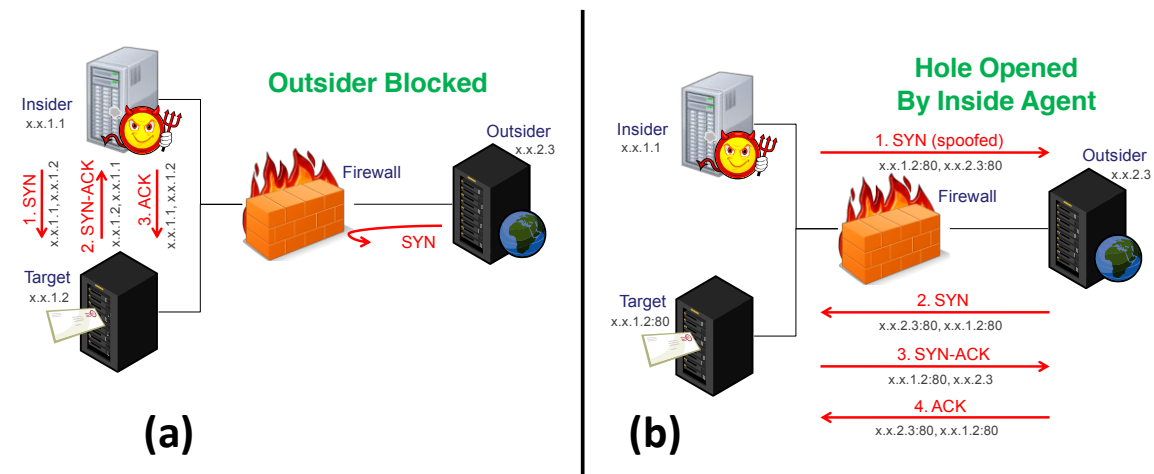 Outsider Blocked
Insider
x.x.1.1
Outsider
x.x.2.3
Firewall
1. SYN
x.x.1.1, x.x.1.2
2. SYN-ACK
x.x.1.2, x.x.1.1
3. ACK
x.x.1.1, x.x.1.2
SYN
Target
x.x.1.2
(a)
Hole Opened
By Inside Agent
Insider
x.x.1.1
1. SYN (spoofed)
x.x.1.2:80, x.x.2.3:80
Outsider
x.x.2.3
Firewall
Target
x.x.1.2:80
2. SYN
x.x.2.3:80, x.x.1.2:80
3. SYN-ACK
x.x.1.2:80, x.x.2.3
4. ACK
x.x.2.3:80, x.x.1.2:80
(b)